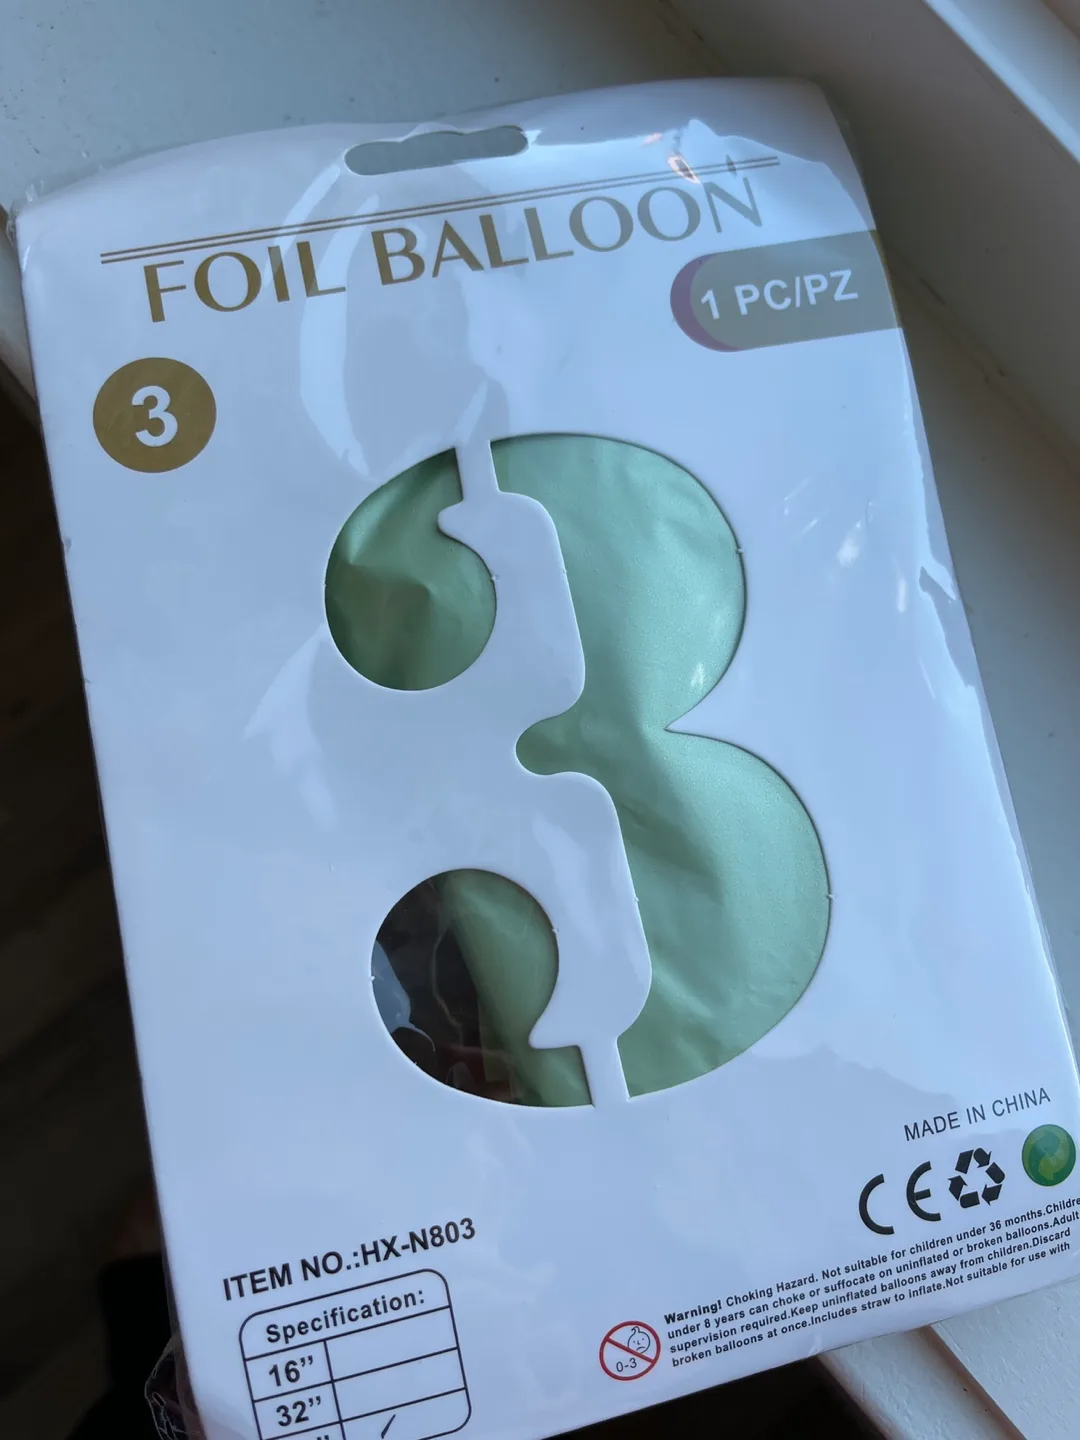 FOIL BALLOON
1 PC/PZ
3
MADE IN CHINA
CE
ITEM NO.:HX-N803
Specification:
16”
32”
Warning! Choking Hazard. Not suitable for children under 36 months.Childre
under 8 years can choke or suffocate on uninflated or broken balloons.Adult
supervision required.Keep uninflated balloons away from children.Discard
broken balloons at once.Includes straw to inflate.Not suitable for use with
0-3